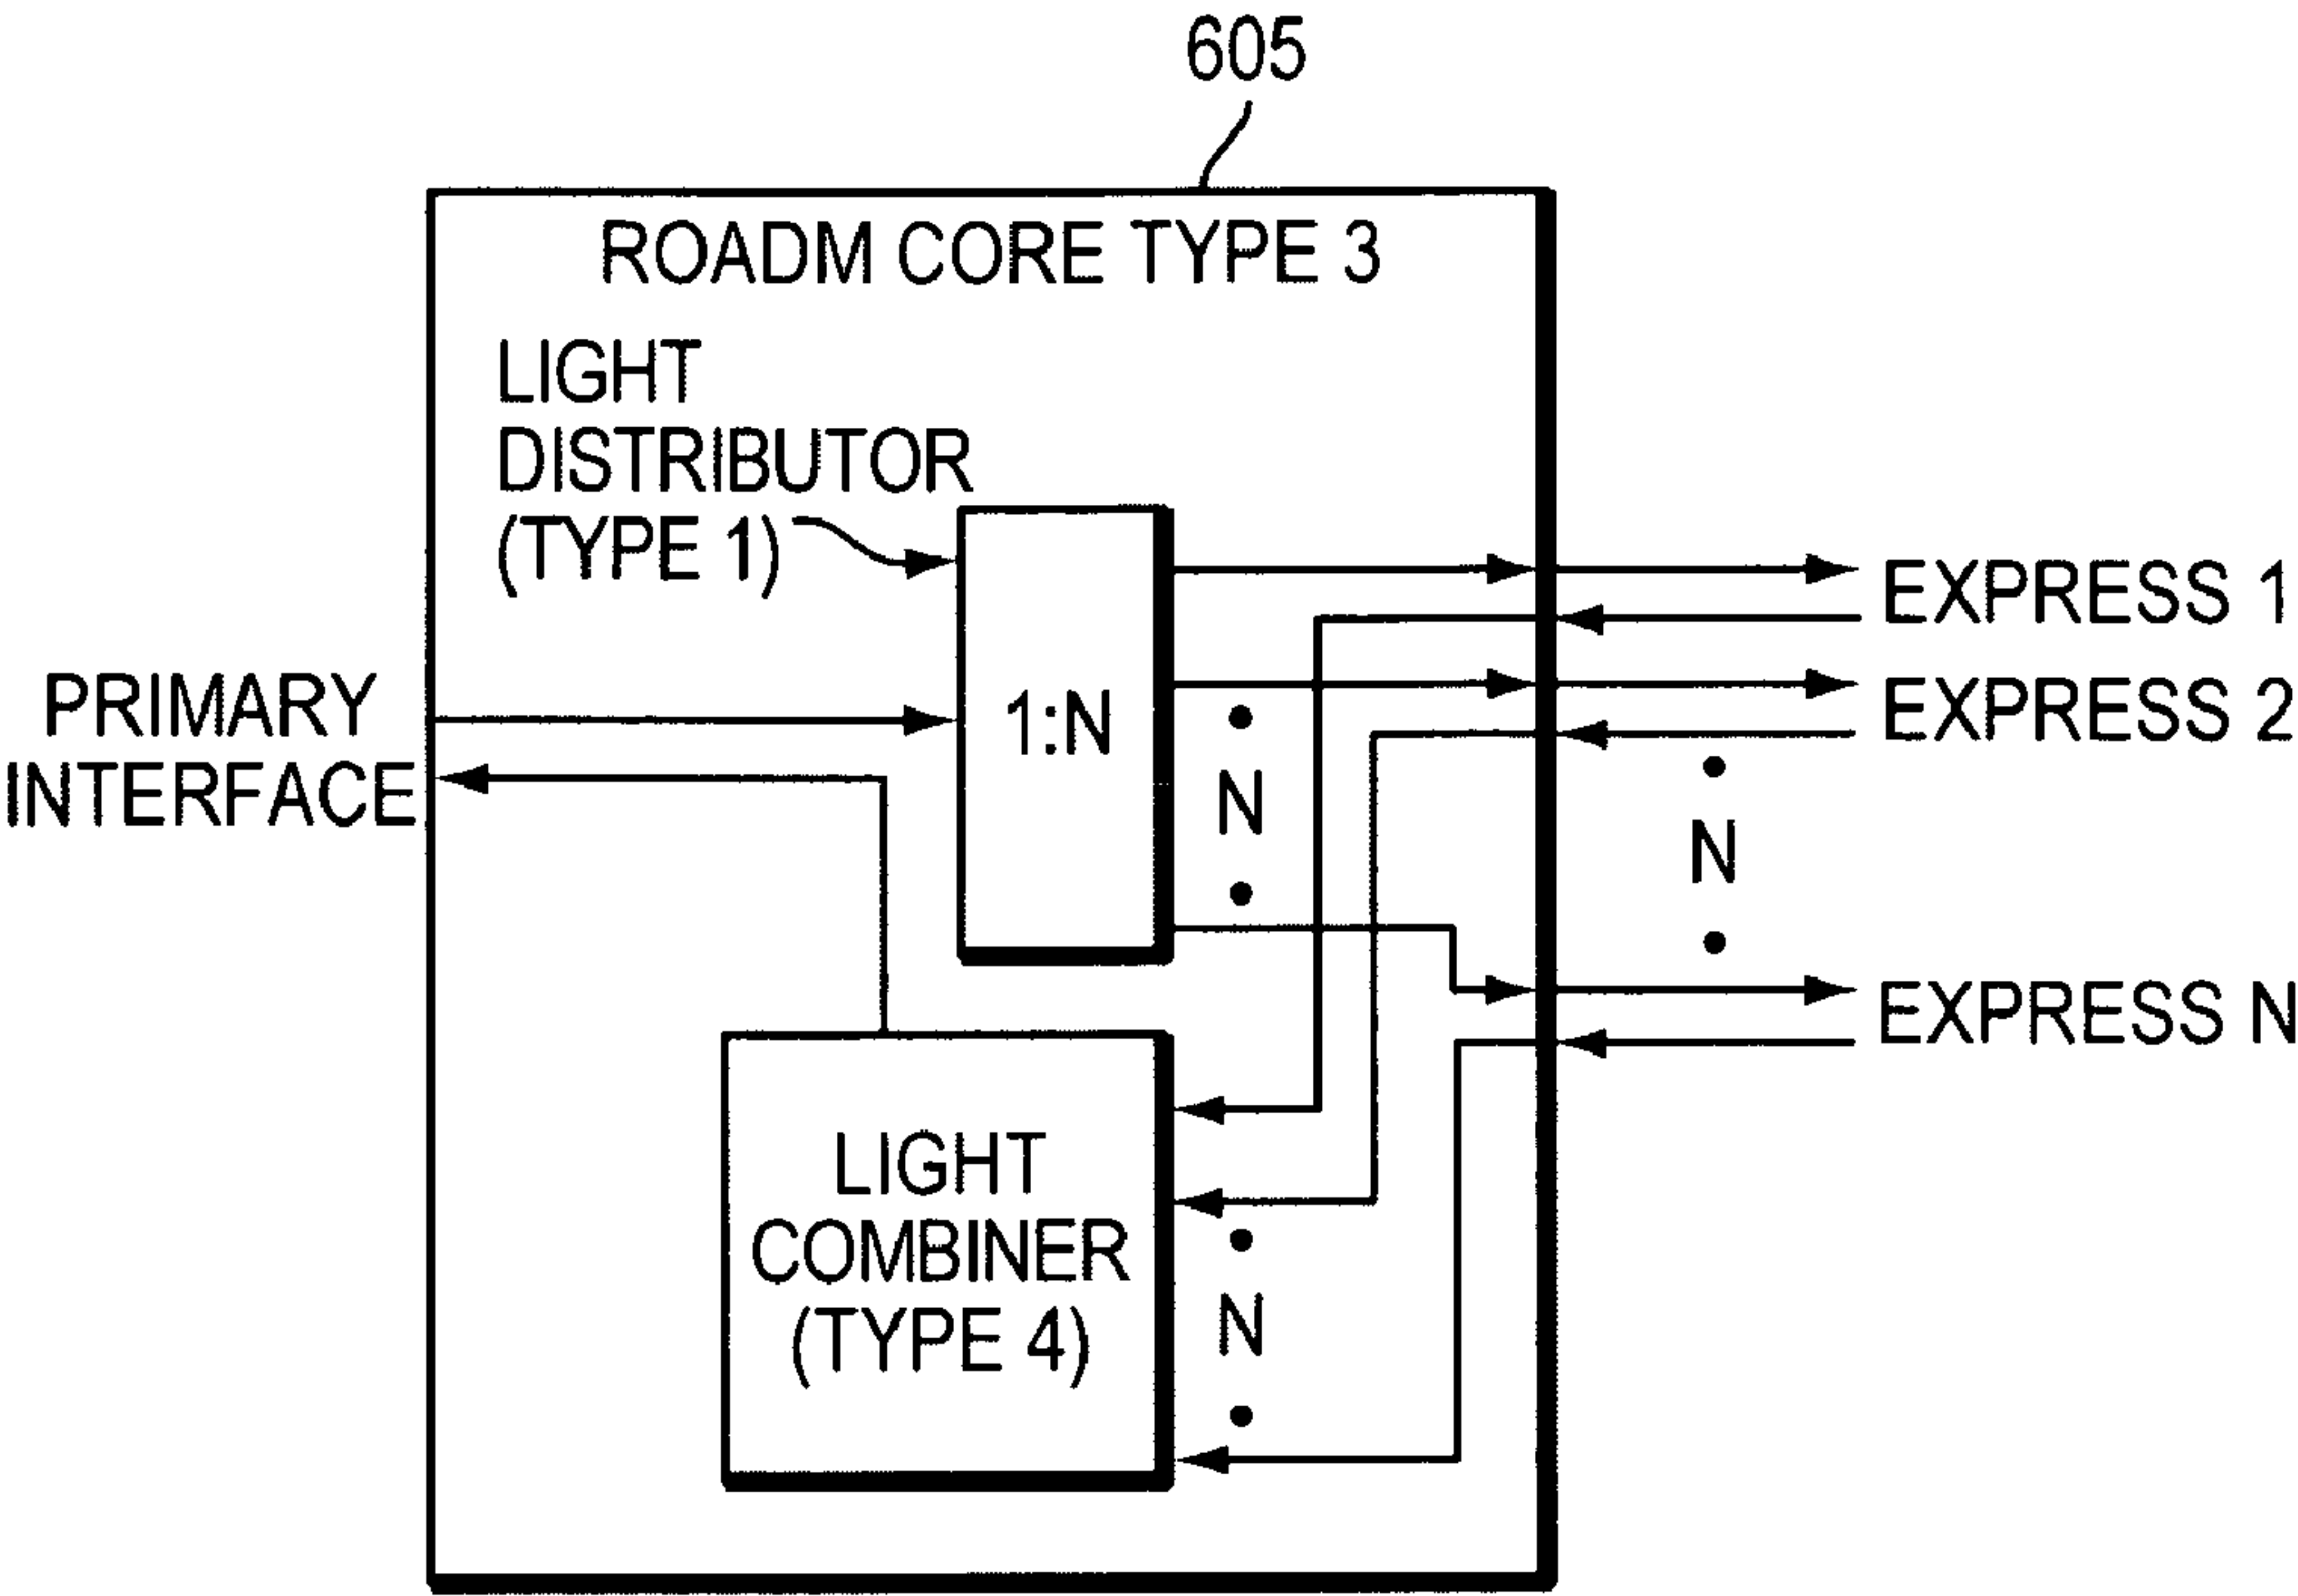 605
ROADM CORE TYPE 3
LIGHT
DISTRIBUTOR
(TYPE 1)
PRIMARY
INTERFACE
1:N
N
EXPRESS 1
EXPRESS 2
N
EXPRESS N
LIGHT
COMBINER
(TYPE 4)
N